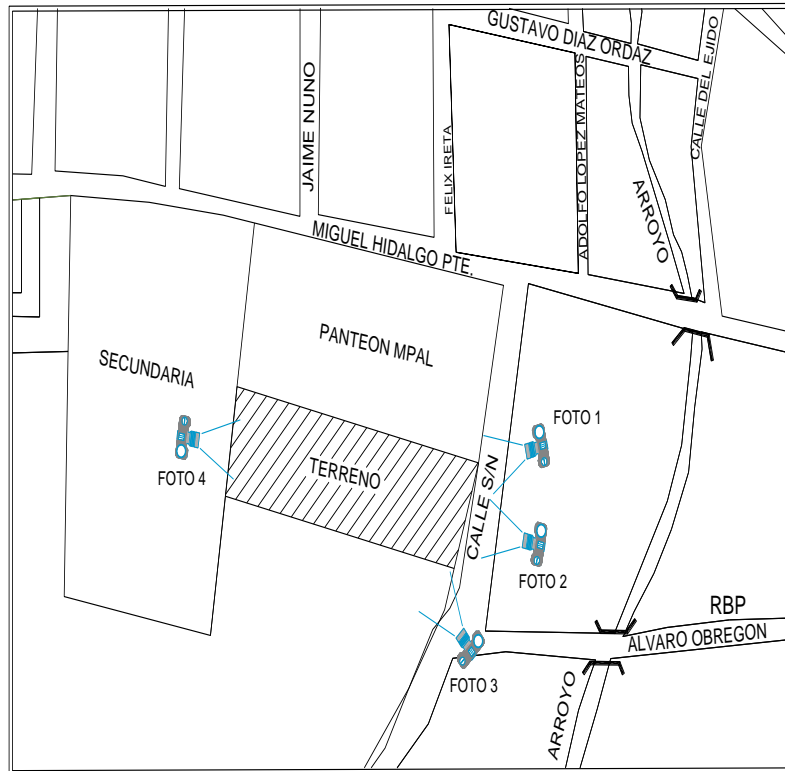 GUSTAVO DIAZ ORDAZ
CALLE DEL EJIDO
ADOLFO LOPEZ MATEOS
FELIX IRETA
JAIME NUNO
ARROYO
MIGUEL HIDALGO PTE.
PANTEON MPAL
SECUNDARIA
FOTO 1
TERRENO
FOTO 4
CALLE S/N
FOTO 2
RBP
ALVARO OBREGON
FOTO 3
ARROYO